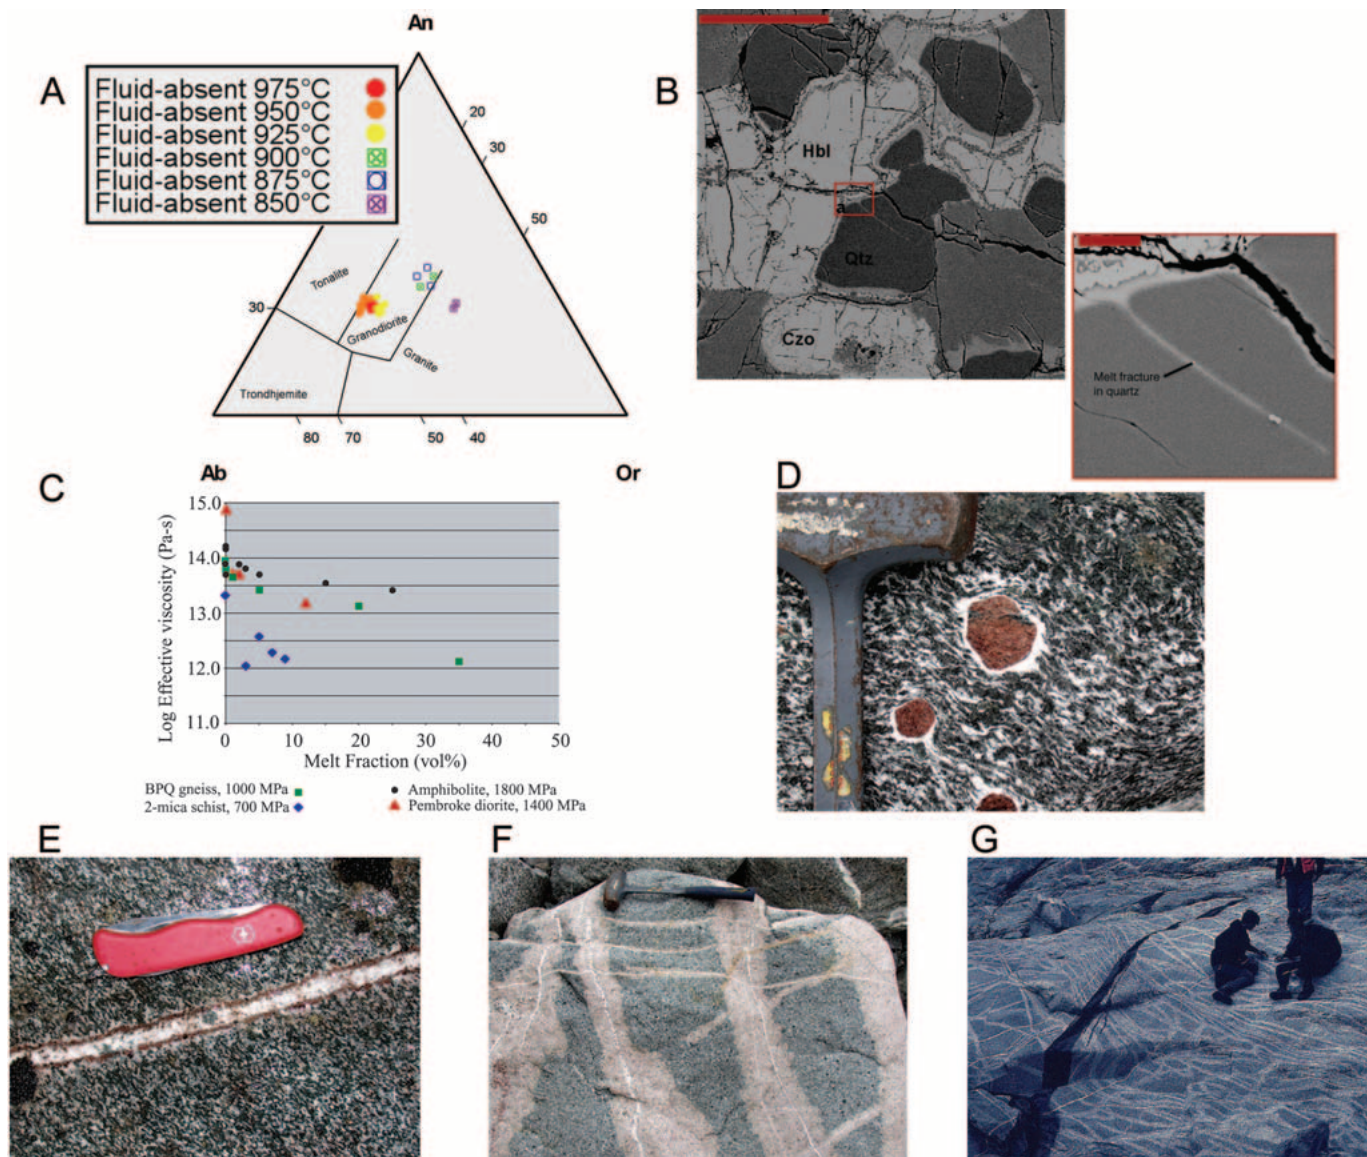 A
An
Fluid-absent 975°C
Fluid-absent 950°C
Fluid-absent 925°C
Fluid-absent 900°C
Fluid-absent 875°C
Fluid-absent 850°C
20
30
50
Tonalite
30
Granodiorite
Granite
Trondhjemite
80
70
50
40
Ab
Or
B
Hbl
a
Qtz
Czo
Melt fracture
in quartz
C
Log Effective viscosity (Pa-s)
15.0
14.0
13.0
12.0
11.0
0
10
20
30
40
50
Melt Fraction (vol%)
BPQ gneiss, 1000 MPa
Amphibolite, 1800 MPa
2-mica schist, 700 MPa
Pembroke diorite, 1400 MPa
D
E
F
G